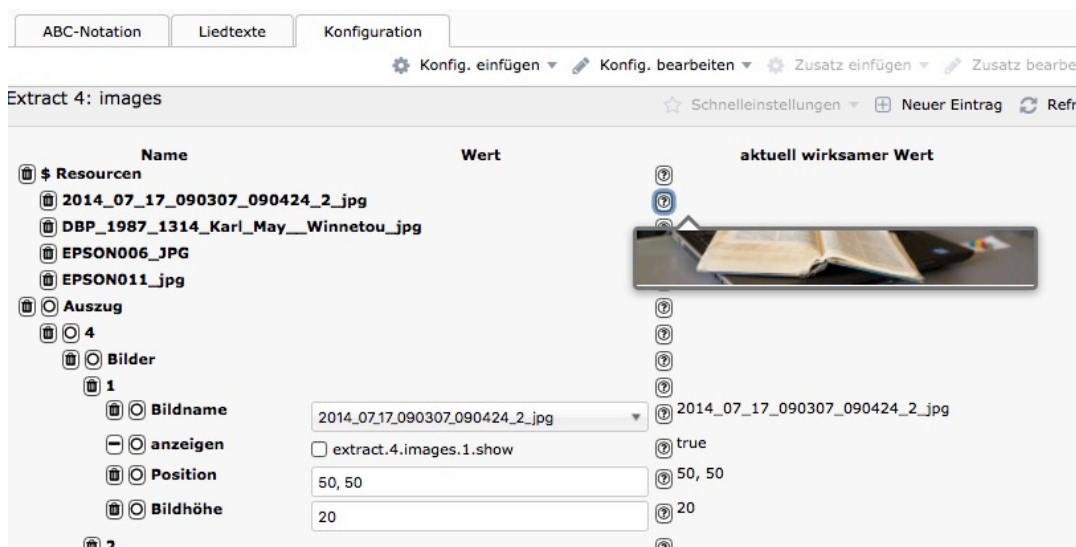 ABC-Notation Liedtexte Konfiguration
Konfig. einfügen Konfig. bearbeiten Zusatz einfügen Zusatz bearbe
Extract 4: images Schnelleinstellungen Neuer Eintrag Refr
Name Wert aktuell wirksamer Wert
$ Resourcen
2014_07_17_090307_090424_2_jpg
DBP_1987_1314_Karl_May__Winnetou_jpg
EPSON006_JPG
EPSON011_jpg
Auszug
4
Bilder
1
Bildname 2014_07_17_090307_090424_2_jpg 2014_07_17_090307_090424_2_jpg
anzeigen extract.4.images.1.show true
Position 50, 50 50, 50
Bildhöhe 20 20
2